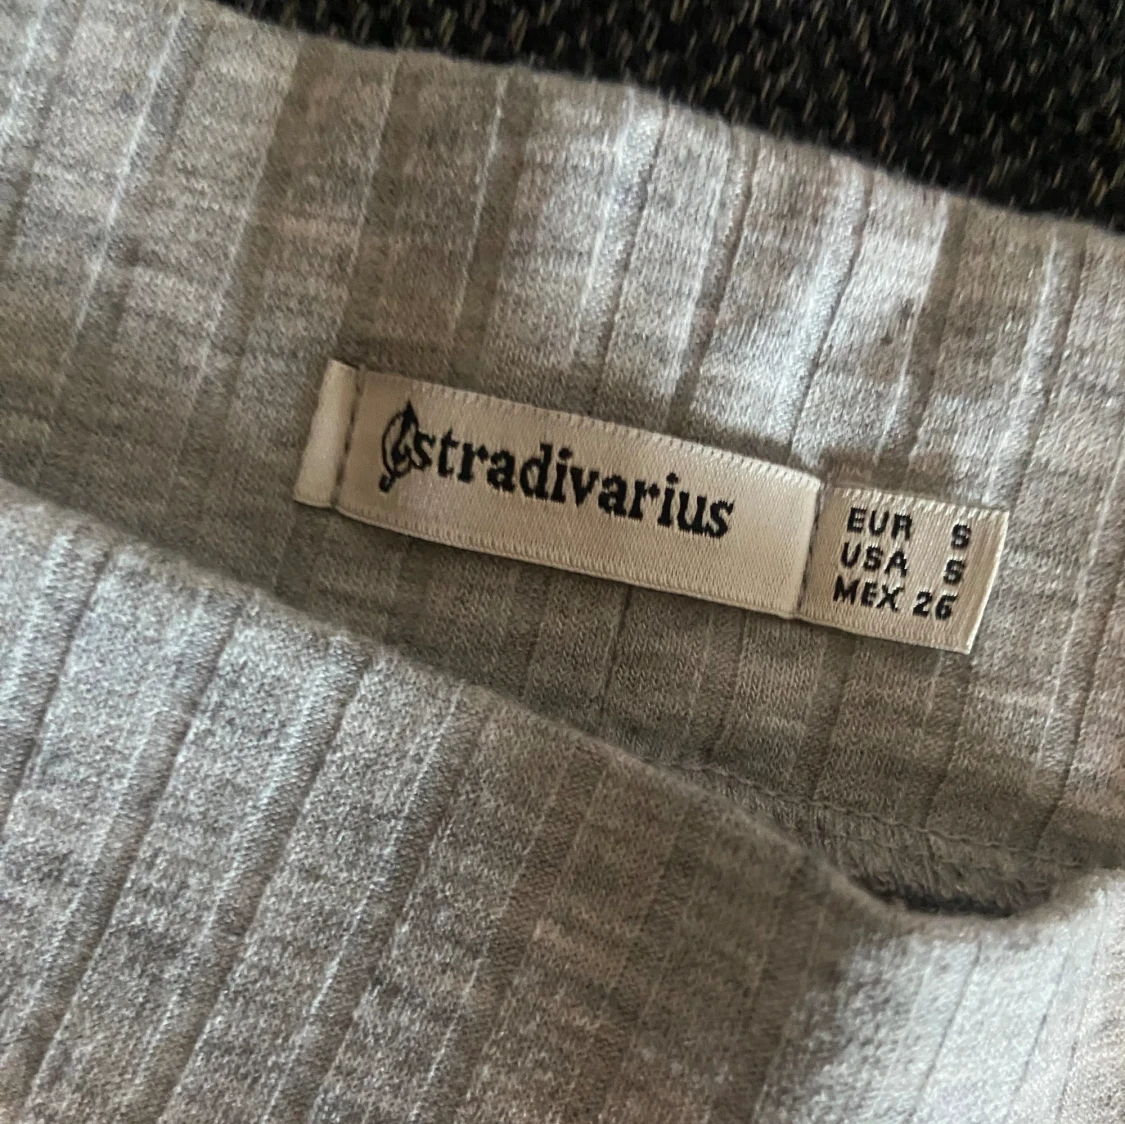 stradivarius
EUR S
USA S
MEX 26